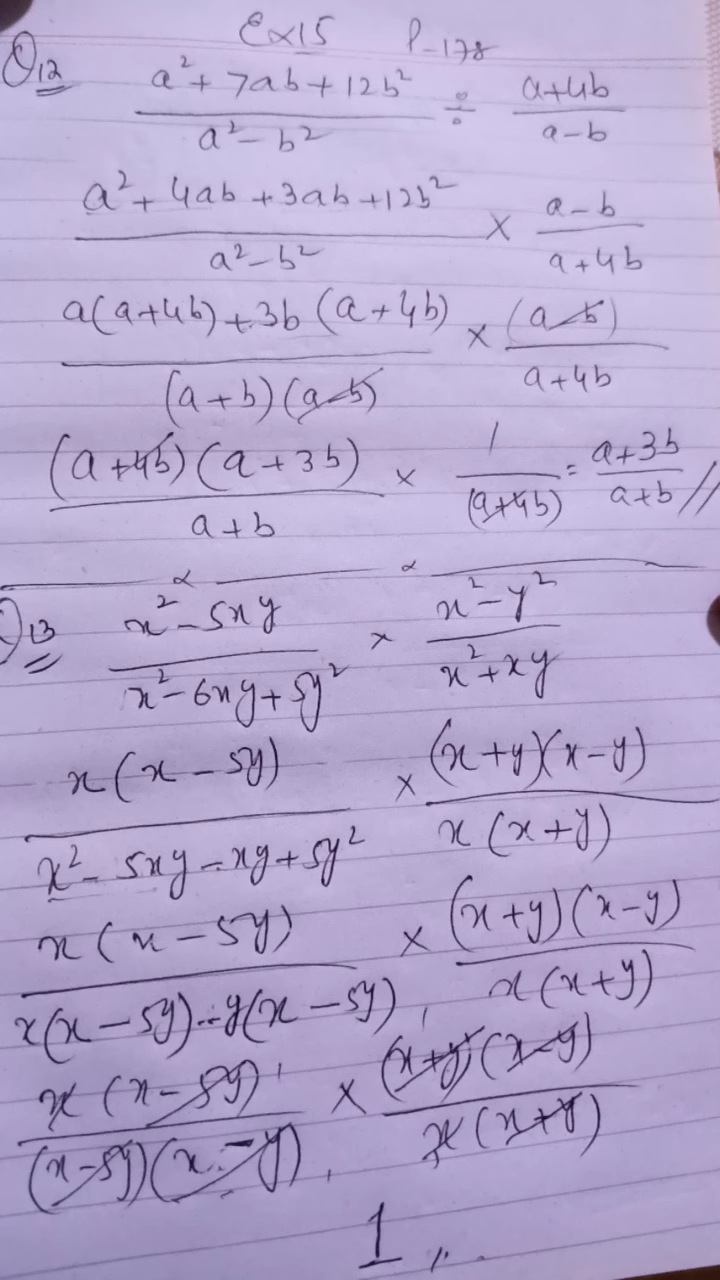 Ex15 P-178
Q12 (a² + 7ab + 12b²)/(a² - b²) ÷ (a+4b)/(a-b)
(a² + 4ab + 3ab + 12b²)/(a² - b²) × (a-b)/(a+4b)
(a(a+4b) + 3b(a+4b))/((a+b)(a-b)) × (a-b)/(a+4b)
((a+4b)(a+3b))/(a+b) × 1/(a+4b) = (a+3b)/(a+b) //
Q13 (x² - 5xy)/(x² - 6xy + 5y²) × (x² - y²)/(x² + xy)
(x(x-5y))/(x² - 5xy - xy + 5y²) × ((x+y)(x-y))/(x(x+y))
(x(x-5y))/(x(x-5y) - y(x-5y)) × ((x+y)(x-y))/(x(x+y))
(x(x-5y))/((x-5y)(x-y)) × ((x+y)(x-y))/(x(x+y))
1 //